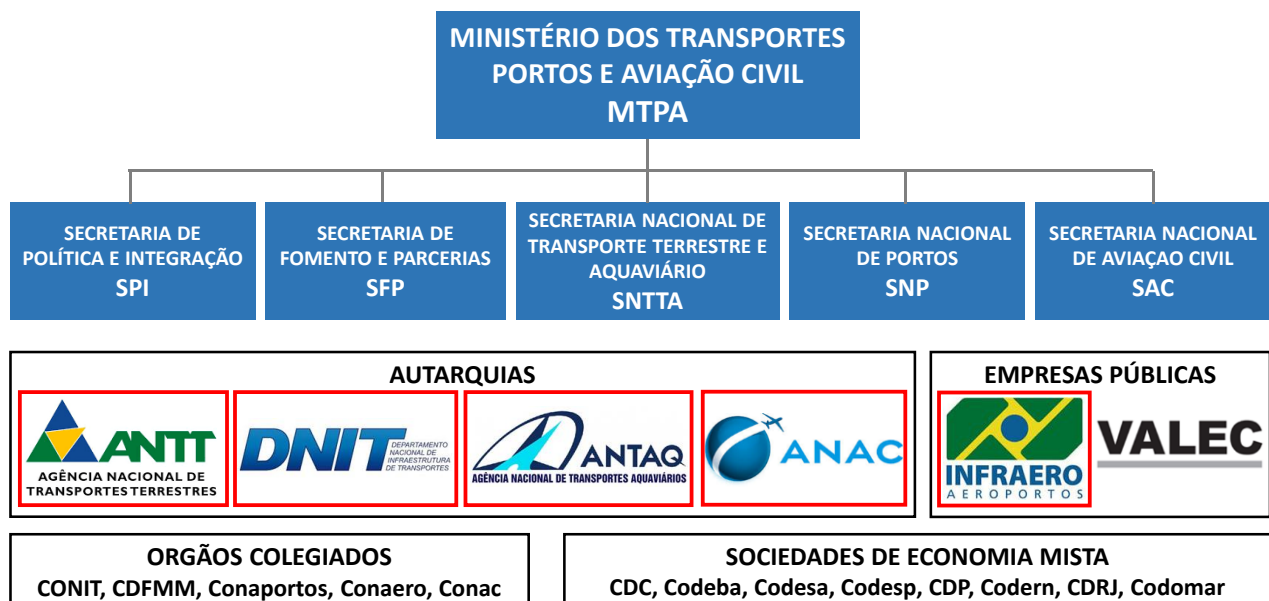 MINISTÉRIO DOS TRANSPORTES
PORTOS E AVIAÇÃO CIVIL
MTPA
SECRETARIA DE
POLÍTICA E INTEGRAÇÃO
SPI
SECRETARIA DE
FOMENTO E PARCERIAS
SFP
SECRETARIA NACIONAL DE
TRANSPORTE TERRESTRE E
AQUAVIÁRIO
SNTTA
SECRETARIA NACIONAL
DE PORTOS
SNP
SECRETARIA NACIONAL
DE AVIAÇAO CIVIL
SAC
AUTARQUIAS
ANTT
AGÊNCIA NACIONAL DE
TRANSPORTES TERRESTRES
DNIT
DEPARTAMENTO
NACIONAL DE
INFRAESTRUTURA
DE TRANSPORTES
ANTAQ
AGÊNCIA NACIONAL DE TRANSPORTES AQUAVIÁRIOS
ANAC
EMPRESAS PÚBLICAS
INFRAERO
AEROPORTOS
VALEC
ORGÃOS COLEGIADOS
CONIT, CDFMM, Conaportos, Conaero, Conac
SOCIEDADES DE ECONOMIA MISTA
CDC, Codeba, Codesa, Codesp, CDP, Codern, CDRJ, Codomar